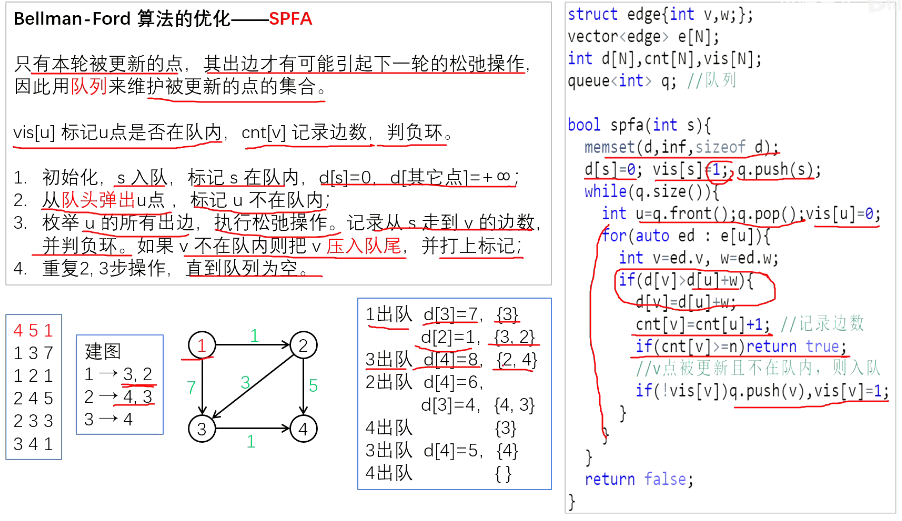 Bellman-Ford 算法的优化——SPFA
只有本轮被更新的点，其出边才有可能引起下一轮的松弛操作，
因此用队列来维护被更新的点的集合。
vis[u] 标记u点是否在队内，cnt[v] 记录边数，判负环。
1. 初始化，s 入队，标记 s 在队内，d[s]=0，d[其它点]=+∞；
2. 从队头弹出u点，标记 u 不在队内；
3. 枚举 u 的所有出边，执行松弛操作。记录从 s 走到 v 的边数，
并判负环。如果 v 不在队内则把 v 压入队尾，并打上标记；
4. 重复2, 3步操作，直到队列为空。
4 5 1
1 3 7
1 2 1
2 4 5
2 3 3
3 4 1
建图
1 → 3, 2
2 → 4, 3
3 → 4
1
1
2
7
3
5
3
1
4
1出队 d[3]=7, {3}
d[2]=1, {3, 2}
3出队 d[4]=8, {2, 4}
2出队 d[4]=6,
d[3]=4, {4, 3}
4出队 {3}
3出队 d[4]=5, {4}
4出队 { }
struct edge{int v,w;};
vector<edge> e[N];
int d[N],cnt[N],vis[N];
queue<int> q; //队列
bool spfa(int s){
memset(d,inf,sizeof d);
d[s]=0; vis[s]=1; q.push(s);
while(q.size()){
int u=q.front();q.pop();vis[u]=0;
for(auto ed : e[u]){
int v=ed.v, w=ed.w;
if(d[v]>d[u]+w){
d[v]=d[u]+w;
cnt[v]=cnt[u]+1; //记录边数
if(cnt[v]>=n)return true;
//v点被更新且不在队内，则入队
if(!vis[v])q.push(v),vis[v]=1;
}
}
}
return false;
}